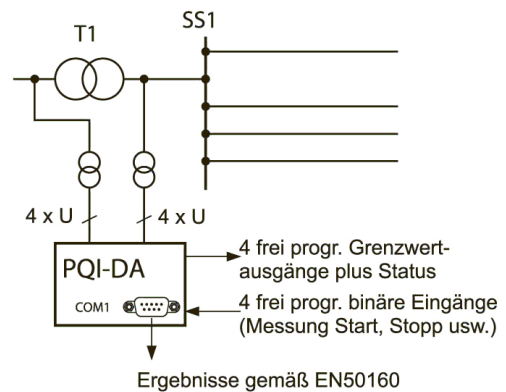 SS1
T1
4 x U
4 x U
PQI-DA
COM1
4 frei progr. Grenzwert-
ausgänge plus Status
4 frei progr. binäre Eingänge
(Messung Start, Stopp usw.)
Ergebnisse gemäß EN50160